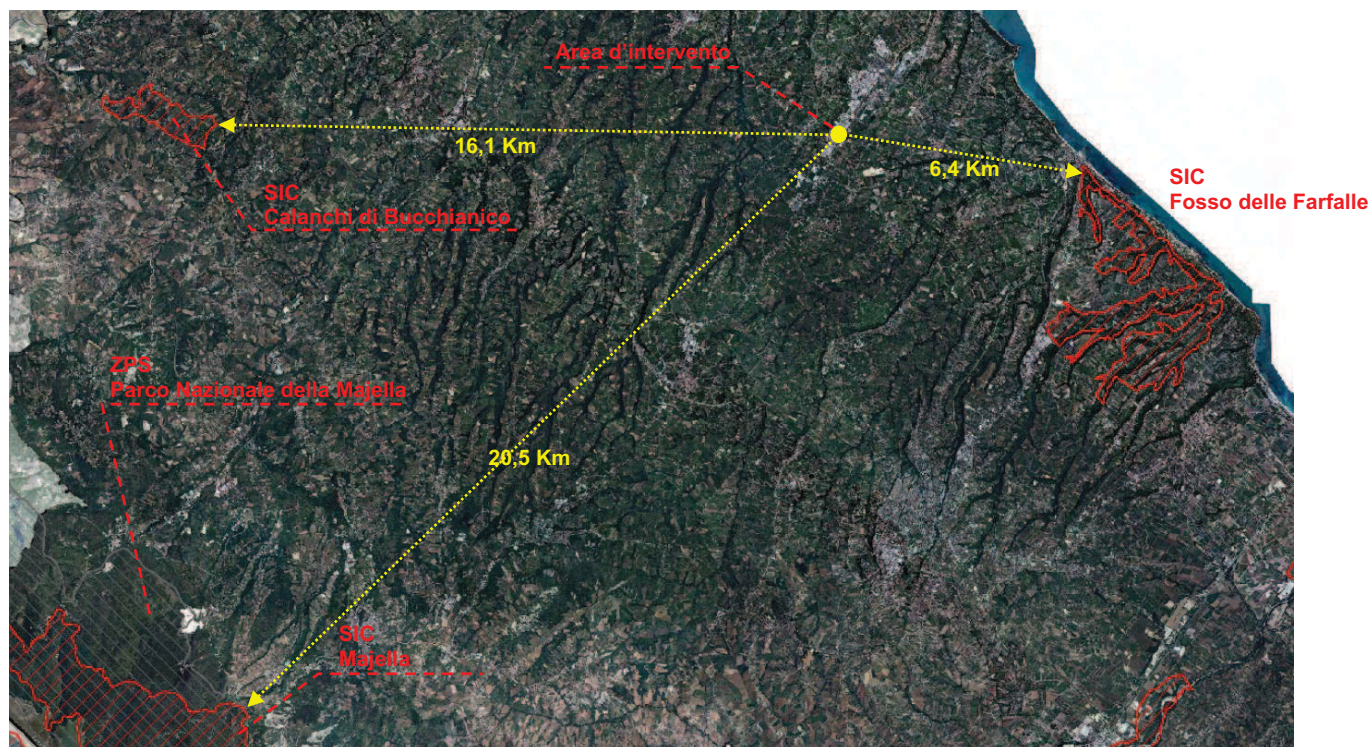 Area d'intervento
16,1 Km
6,4 Km
SIC
Fosso delle Farfalle
SIC
Calanchi di Bucchianico
ZPS
Parco Nazionale della Majella
20,5 Km
SIC
Majella